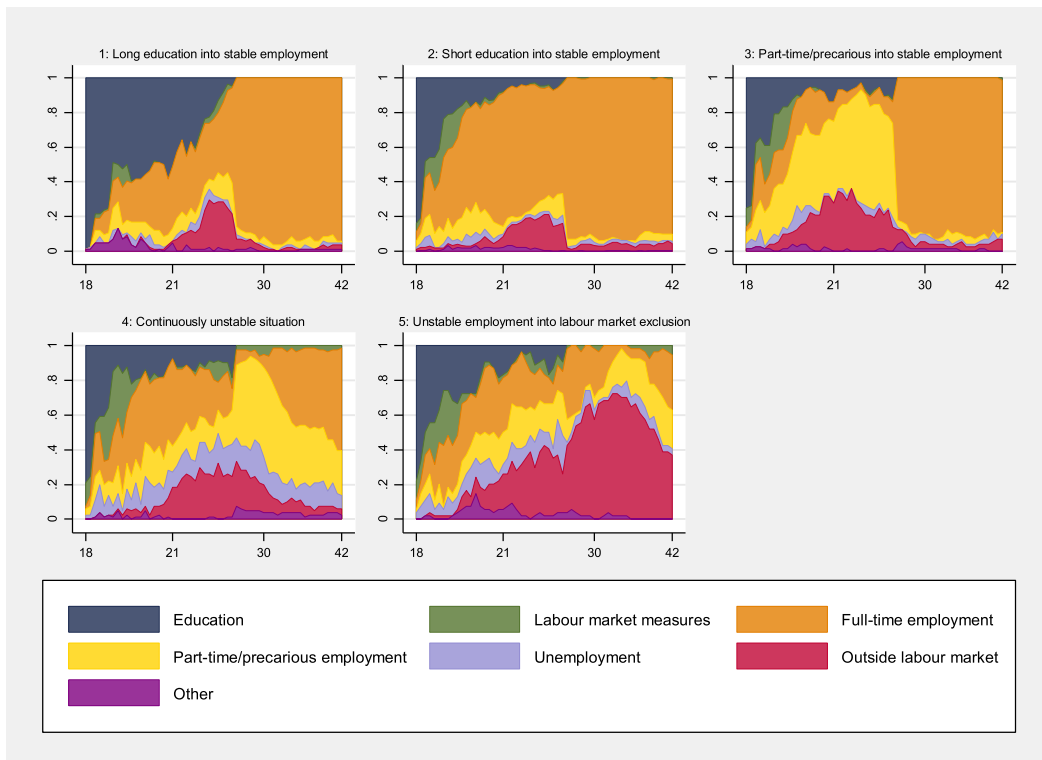 1: Long education into stable employment
2: Short education into stable employment
3: Part-time/precarious into stable employment
0 .2 .4 .6 .8 1
18 21 30 42
0 .2 .4 .6 .8 1
18 21 30 42
0 .2 .4 .6 .8 1
18 21 30 42
4: Continuously unstable situation
5: Unstable employment into labour market exclusion
0 .2 .4 .6 .8 1
18 21 30 42
0 .2 .4 .6 .8 1
18 21 30 42
Education
Labour market measures
Full-time employment
Part-time/precarious employment
Unemployment
Outside labour market
Other